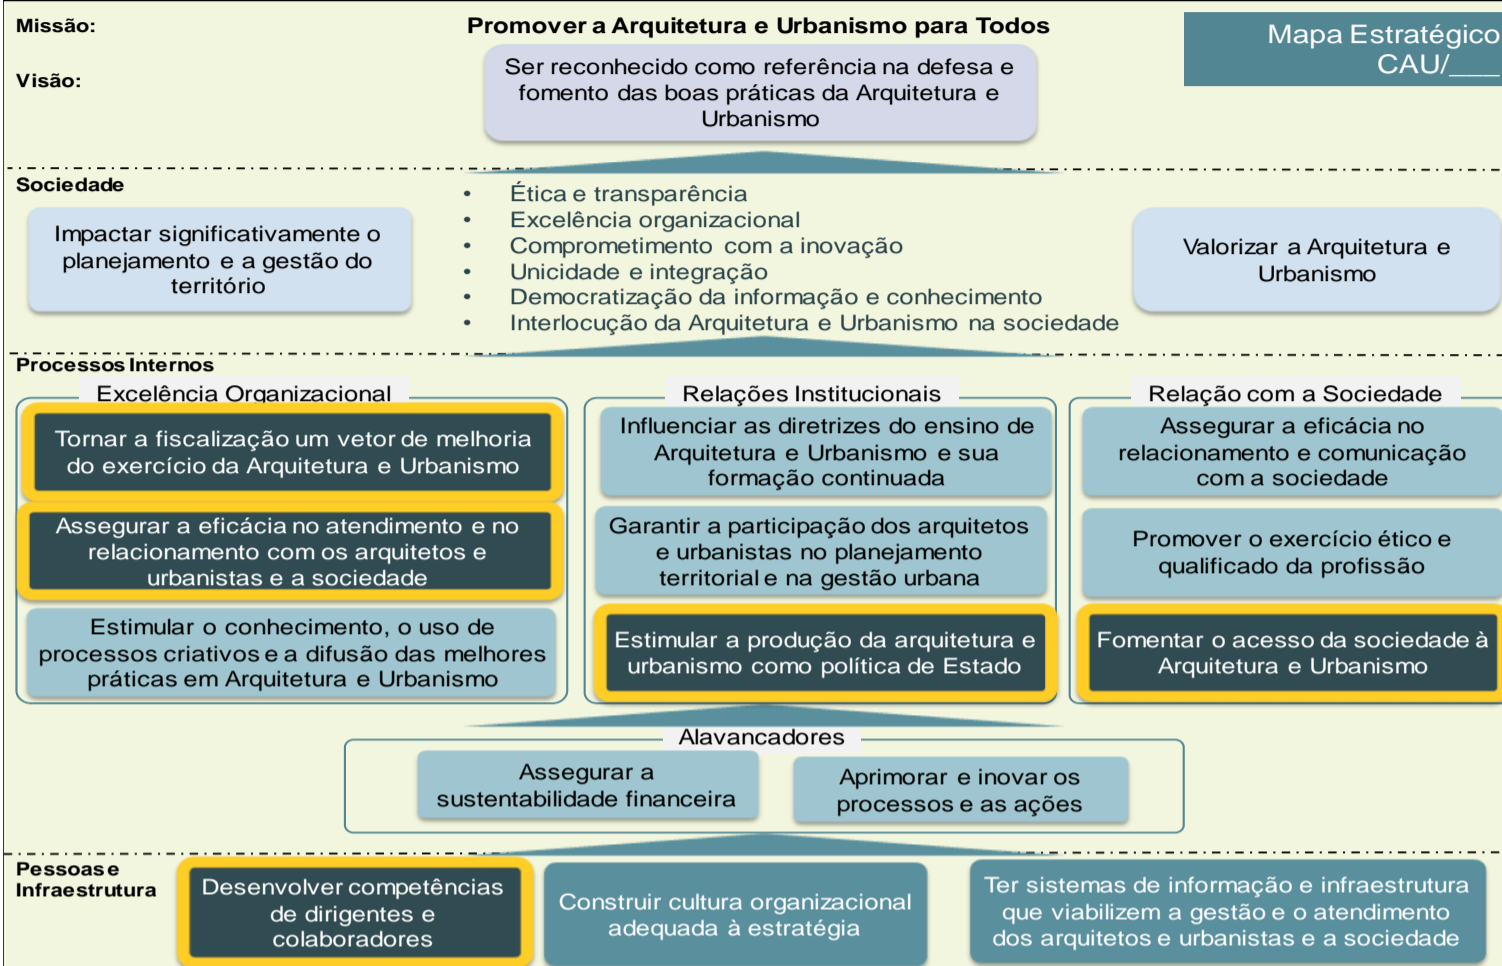 Missão:
Promover a Arquitetura e Urbanismo para Todos
Mapa Estratégico
CAU/___
Visão:
Ser reconhecido como referência na defesa e
fomento das boas práticas da Arquitetura e
Urbanismo
Sociedade
Impactar significativamente o
planejamento e a gestão do
território
• Ética e transparência
• Excelência organizacional
• Comprometimento com a inovação
• Unicidade e integração
• Democratização da informação e conhecimento
• Interlocução da Arquitetura e Urbanismo na sociedade
Valorizar a Arquitetura e
Urbanismo
Processos Internos
Excelência Organizacional
Tornar a fiscalização um vetor de melhoria
do exercício da Arquitetura e Urbanismo
Assegurar a eficácia no atendimento e no
relacionamento com os arquitetos e
urbanistas e a sociedade
Estimular o conhecimento, o uso de
processos criativos e a difusão das melhores
práticas em Arquitetura e Urbanismo
Relações Institucionais
Influenciar as diretrizes do ensino de
Arquitetura e Urbanismo e sua
formação continuada
Garantir a participação dos arquitetos
e urbanistas no planejamento
territorial e na gestão urbana
Estimular a produção da arquitetura e
urbanismo como política de Estado
Relação com a Sociedade
Assegurar a eficácia no
relacionamento e comunicação
com a sociedade
Promover o exercício ético e
qualificado da profissão
Fomentar o acesso da sociedade à
Arquitetura e Urbanismo
Alavancadores
Assegurar a
sustentabilidade financeira
Aprimorar e inovar os
processos e as ações
Pessoas e
Infraestrutura
Desenvolver competências
de dirigentes e
colaboradores
Construir cultura organizacional
adequada à estratégia
Ter sistemas de informação e infraestrutura
que viabilizem a gestão e o atendimento
dos arquitetos e urbanistas e a sociedade